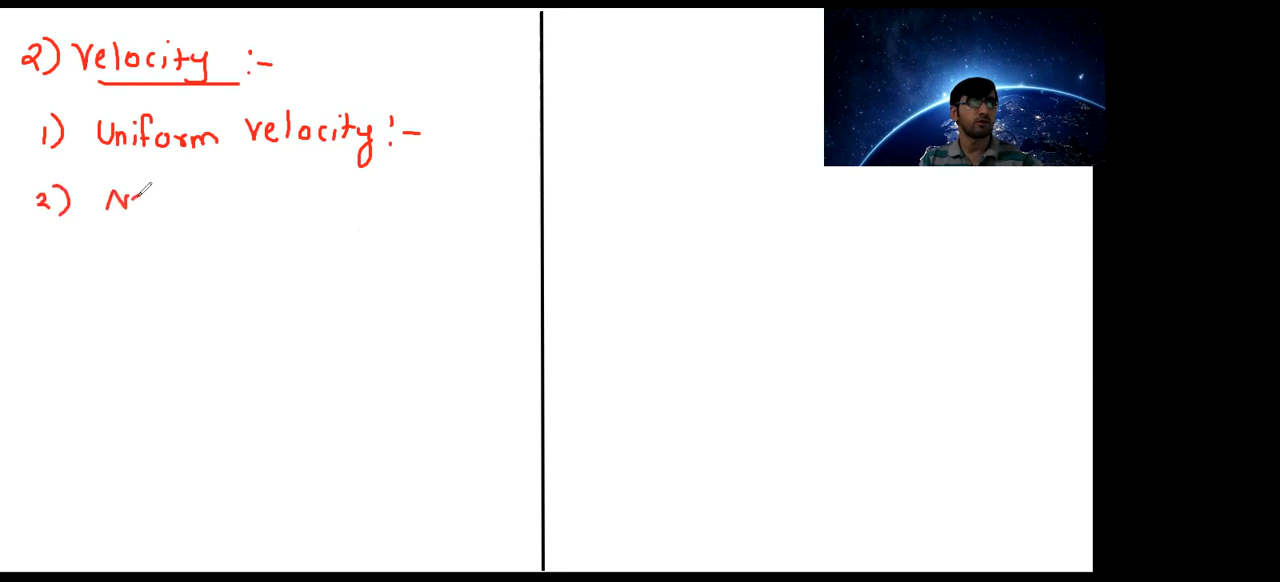 2) Velocity :-
1) Uniform velocity :-
2) N